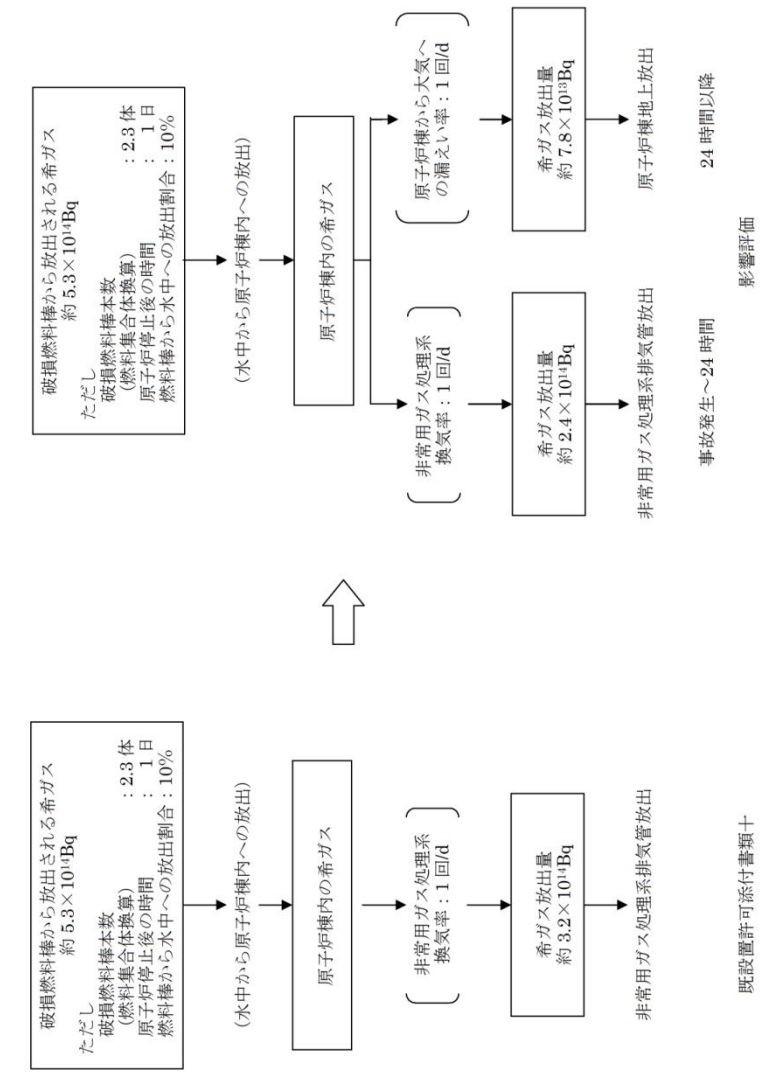 破損燃料棒から放出される希ガス
約 5.3×10¹⁴Bq
ただし
破損燃料棒本数
(燃料集合体換算) : 2.3 体
原子炉停止後の時間 : 1 日
燃料棒から水中への放出割合 : 10%
(水中から原子炉棟内への放出)
原子炉棟内の希ガス
非常用ガス処理系
換気率 : 1 回/d
希ガス放出量
約 3.2×10¹⁴Bq
非常用ガス処理系排気管放出
既設置許可添付書類十
破損燃料棒から放出される希ガス
約 5.3×10¹⁴Bq
ただし
破損燃料棒本数
(燃料集合体換算) : 2.3 体
原子炉停止後の時間 : 1 日
燃料棒から水中への放出割合 : 10%
(水中から原子炉棟内への放出)
原子炉棟内の希ガス
非常用ガス処理系
換気率 : 1 回/d
希ガス放出量
約 2.4×10¹⁴Bq
非常用ガス処理系排気管放出
事故発生~24 時間
原子炉棟から大気へ
の漏えい率 : 1 回/d
希ガス放出量
約 7.8×10¹³Bq
原子炉棟地上放出
24 時間以降
影響評価